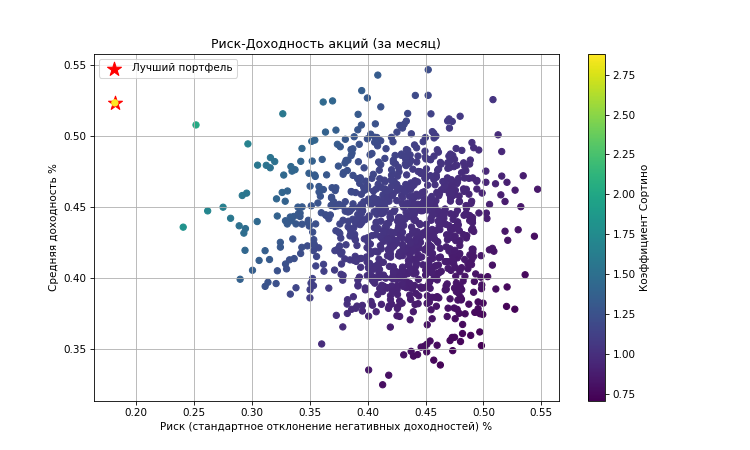 Риск-Доходность акций (за месяц)
Лучший портфель
0.55
0.50
0.45
0.40
0.35
Средняя доходность %
0.20 0.25 0.30 0.35 0.40 0.45 0.50 0.55
Риск (стандартное отклонение негативных доходностей) %
2.75
2.50
2.25
2.00
1.75
1.50
1.25
1.00
0.75
Коэффициент Сортино